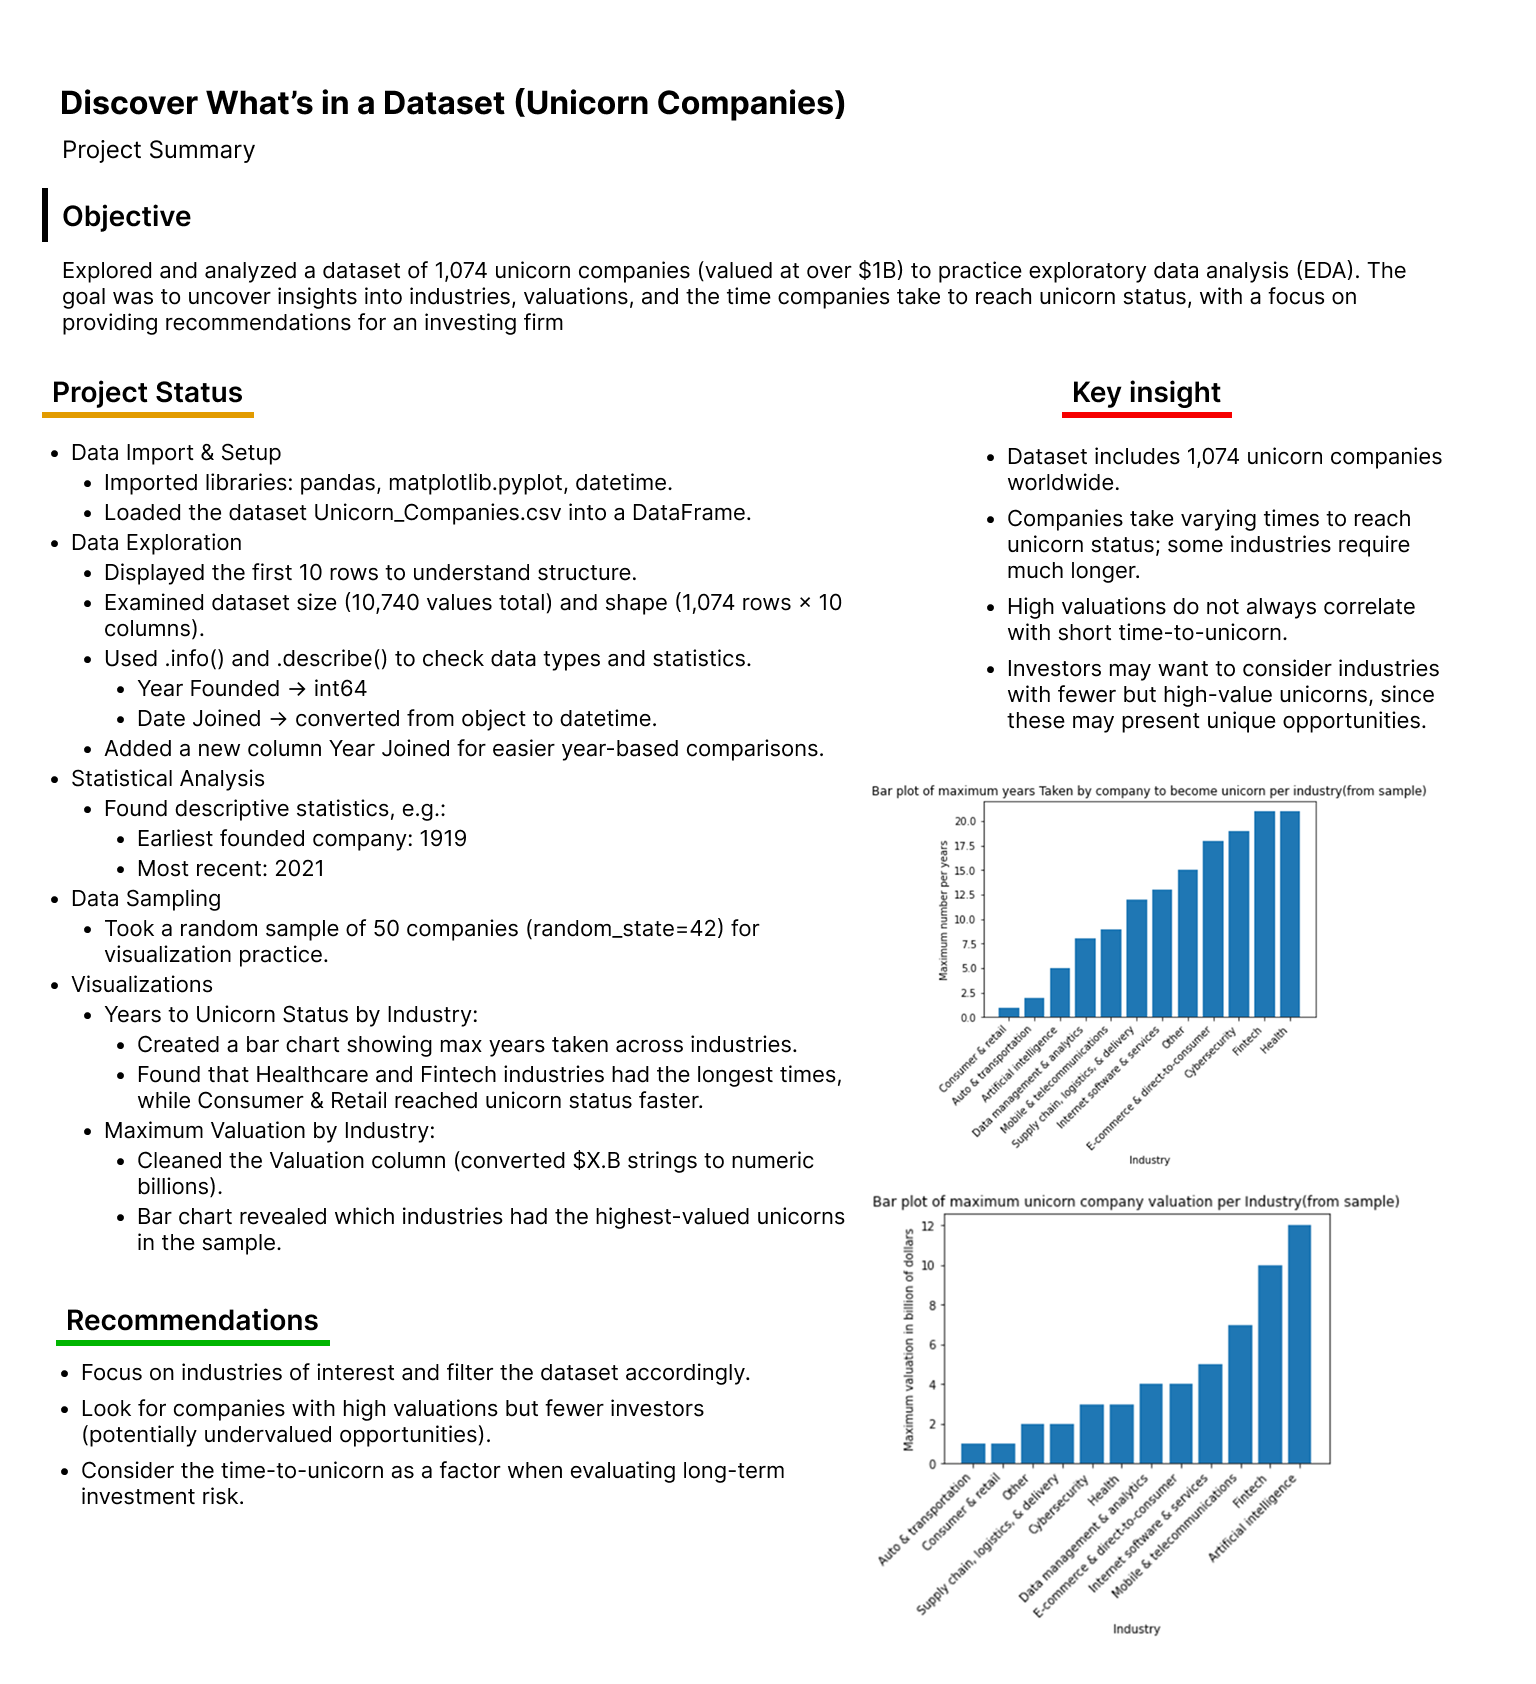 Discover What’s in a Dataset (Unicorn Companies)
Project Summary
Objective
Explored and analyzed a dataset of 1,074 unicorn companies (valued at over $1B) to practice exploratory data analysis (EDA). The
goal was to uncover insights into industries, valuations, and the time companies take to reach unicorn status, with a focus on
providing recommendations for an investing firm
Project Status
• Data Import & Setup
• Imported libraries: pandas, matplotlib.pyplot, datetime.
• Loaded the dataset Unicorn_Companies.csv into a DataFrame.
• Data Exploration
• Displayed the first 10 rows to understand structure.
• Examined dataset size (10,740 values total) and shape (1,074 rows × 10
columns).
• Used .info() and .describe() to check data types and statistics.
• Year Founded → int64
• Date Joined → converted from object to datetime.
• Added a new column Year Joined for easier year-based comparisons.
• Statistical Analysis
• Found descriptive statistics, e.g.:
• Earliest founded company: 1919
• Most recent: 2021
• Data Sampling
• Took a random sample of 50 companies (random_state=42) for
visualization practice.
• Visualizations
• Years to Unicorn Status by Industry:
• Created a bar chart showing max years taken across industries.
• Found that Healthcare and Fintech industries had the longest times,
while Consumer & Retail reached unicorn status faster.
• Maximum Valuation by Industry:
• Cleaned the Valuation column (converted $X.B strings to numeric
billions).
• Bar chart revealed which industries had the highest-valued unicorns
in the sample.
Recommendations
• Focus on industries of interest and filter the dataset accordingly.
• Look for companies with high valuations but fewer investors
(potentially undervalued opportunities).
• Consider the time-to-unicorn as a factor when evaluating long-term
investment risk.
Key insight
• Dataset includes 1,074 unicorn companies
worldwide.
• Companies take varying times to reach
unicorn status; some industries require
much longer.
• High valuations do not always correlate
with short time-to-unicorn.
• Investors may want to consider industries
with fewer but high-value unicorns, since
these may present unique opportunities.
Bar plot of maximum years Taken by company to become unicorn per industry(from sample)
Maximum number per years
20.0
17.5
15.0
12.5
10.0
7.5
5.0
2.5
0.0
Consumer & retail
Auto & transportation
Artificial intelligence
Data management & analytics
Mobile & telecommunications
Supply chain, logistics, & delivery
Internet software & services
Other
E-commerce & direct-to-consumer
Cybersecurity
Fintech
Health
Industry
Bar plot of maximum unicorn company valuation per Industry(from sample)
Maximum valuation in billion of dollars
12
10
8
6
4
2
0
Auto & transportation
Consumer & retail
Other
Supply chain, logistics, & delivery
Cybersecurity
Health
Data management & analytics
E-commerce & direct-to-consumer
Internet software & services
Mobile & telecommunications
Fintech
Artificial intelligence
Industry